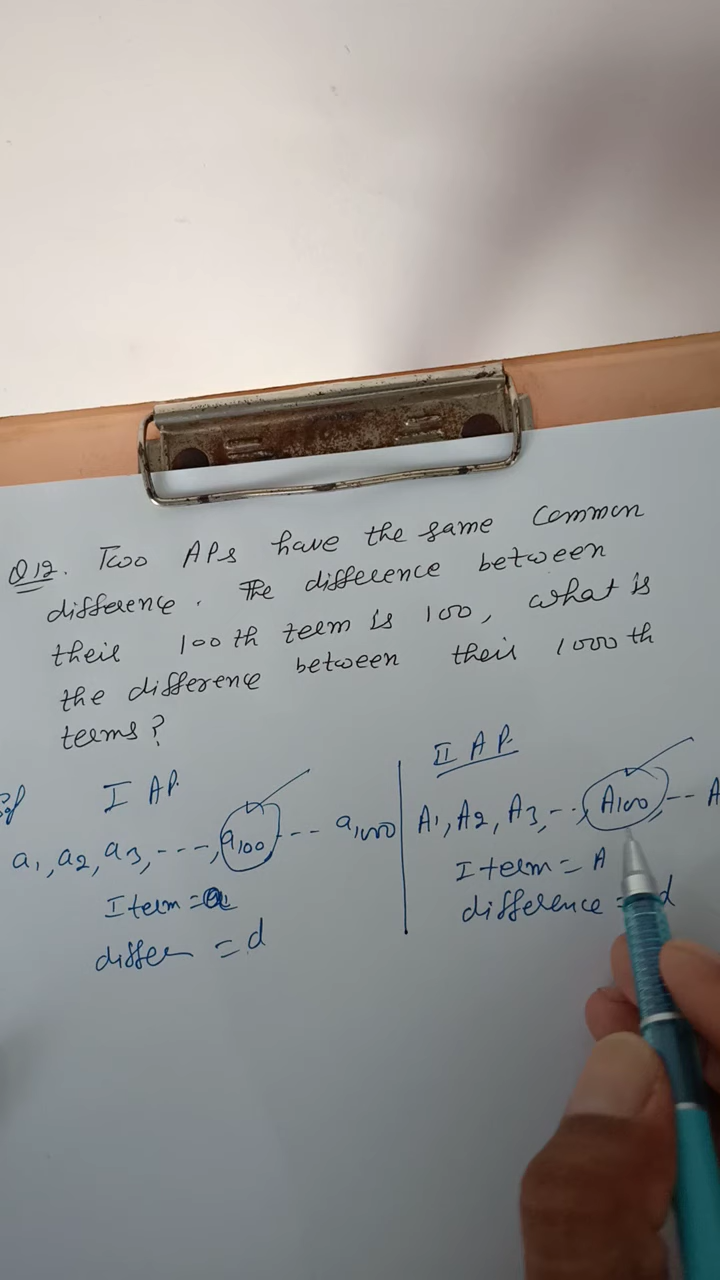 Q12. Two APs have the same common
difference. The difference between
their 100th term is 100, what is
the difference between their 1000th
terms?
Sol I AP.
a1, a2, a3, ---, a100 --- a1000
I term = a
differ = d
II AP.
A1, A2, A3, --, A100, -- A
I term = A
difference = d